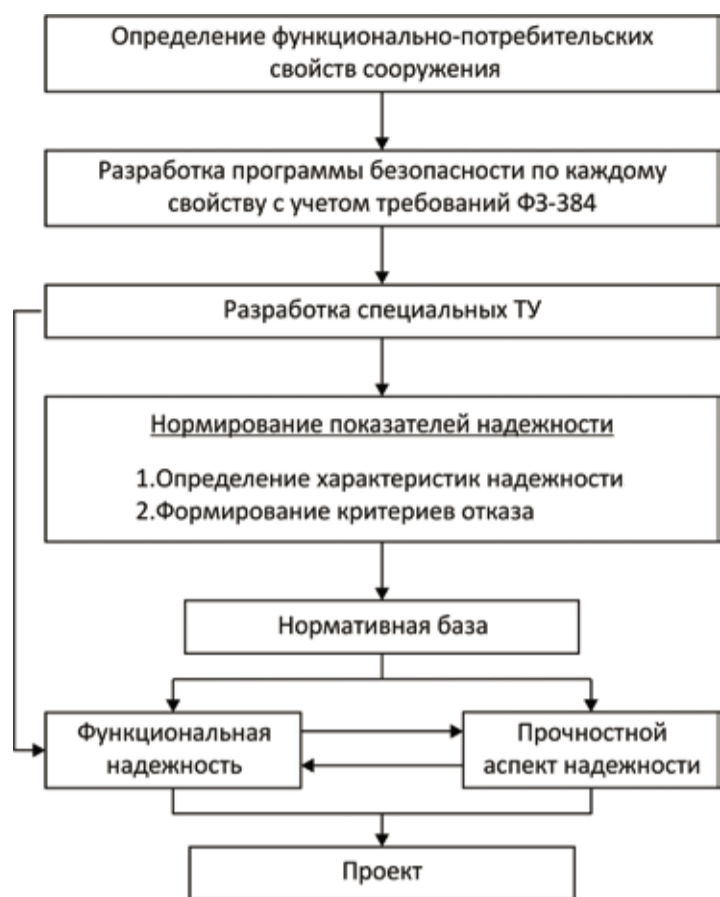 Определение функционально-потребительских
свойств сооружения
Разработка программы безопасности по каждому
свойству с учетом требований ФЗ-384
Разработка специальных ТУ
Нормирование показателей надежности
1.Определение характеристик надежности
2.Формирование критериев отказа
Нормативная база
Функциональная
надежность
Прочностной
аспект надежности
Проект